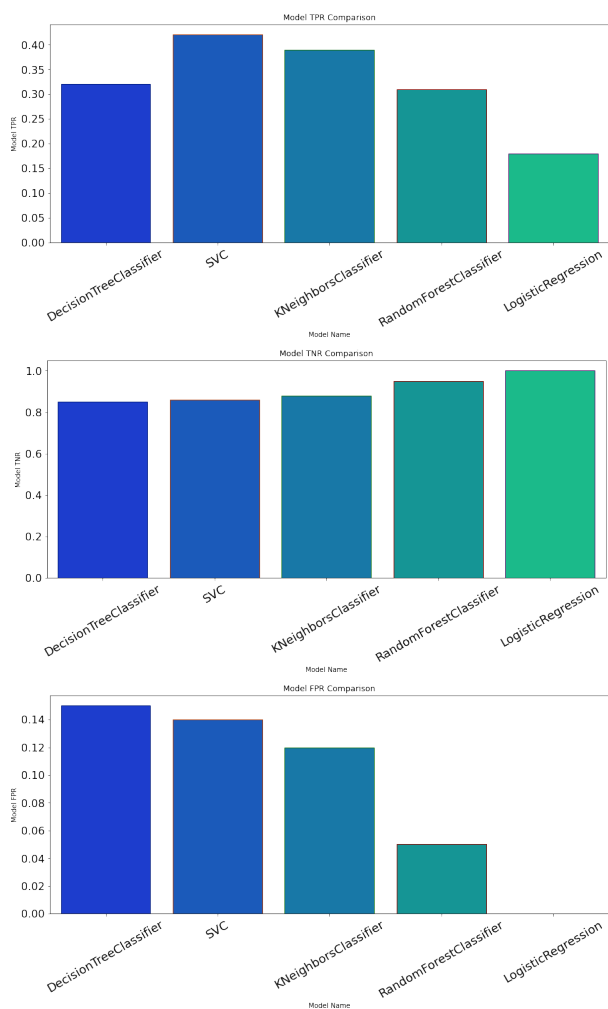 Model TPR Comparison
Model TPR
0.40
0.35
0.30
0.25
0.20
0.15
0.10
0.05
0.00
DecisionTreeClassifier
SVC
KNeighborsClassifier
RandomForestClassifier
LogisticRegression
Model Name
Model TNR Comparison
Model TNR
1.0
0.8
0.6
0.4
0.2
0.0
DecisionTreeClassifier
SVC
KNeighborsClassifier
RandomForestClassifier
LogisticRegression
Model Name
Model FPR Comparison
Model FPR
0.14
0.12
0.10
0.08
0.06
0.04
0.02
0.00
DecisionTreeClassifier
SVC
KNeighborsClassifier
RandomForestClassifier
LogisticRegression
Model Name